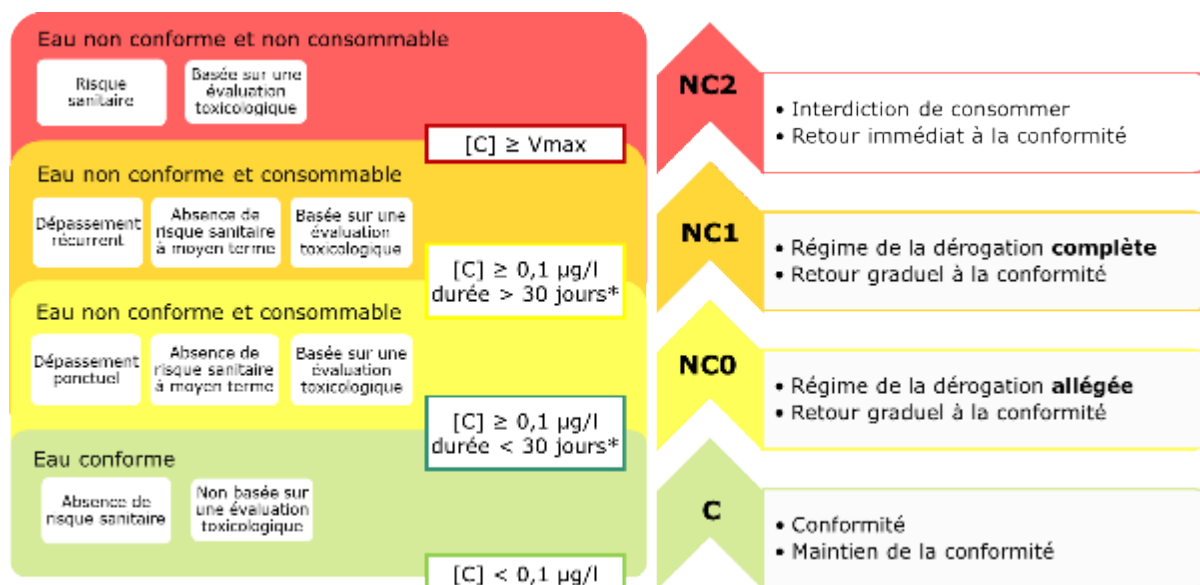 Eau non conforme et non consommable
Risque
sanitaire
Basée sur une
évaluation
toxicologique
[C] ≥ Vmax
NC2
• Interdiction de consommer
• Retour immédiat à la conformité
Eau non conforme et consommable
Dépassement
récurrent
Absence de
risque sanitaire
à moyen terme
Basée sur une
évaluation
toxicologique
[C] ≥ 0,1 µg/l
durée > 30 jours*
NC1
• Régime de la dérogation complète
• Retour graduel à la conformité
Eau non conforme et consommable
Dépassement
ponctuel
Absence de
risque sanitaire
à moyen terme
Basée sur une
évaluation
toxicologique
[C] ≥ 0,1 µg/l
durée < 30 jours*
NC0
• Régime de la dérogation allégée
• Retour graduel à la conformité
Eau conforme
Absence de
risque sanitaire
Non basée sur
une évaluation
toxicologique
[C] < 0,1 µg/l
C
• Conformité
• Maintien de la conformité